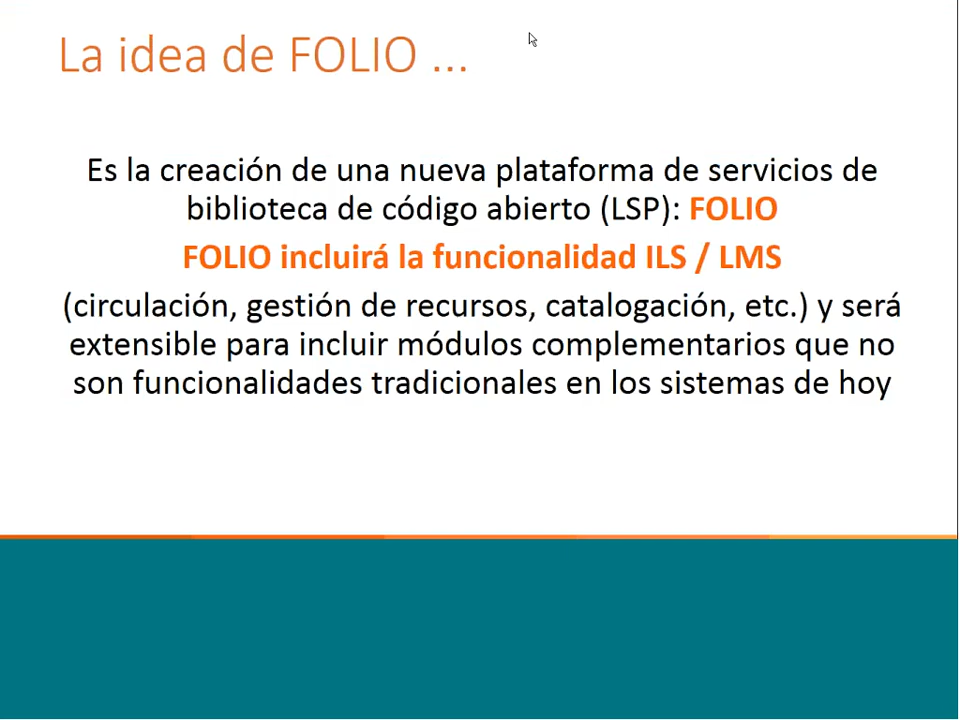 La idea de FOLIO ...
Es la creación de una nueva plataforma de servicios de
biblioteca de código abierto (LSP): FOLIO
FOLIO incluirá la funcionalidad ILS / LMS
(circulación, gestión de recursos, catalogación, etc.) y será
extensible para incluir módulos complementarios que no
son funcionalidades tradicionales en los sistemas de hoy